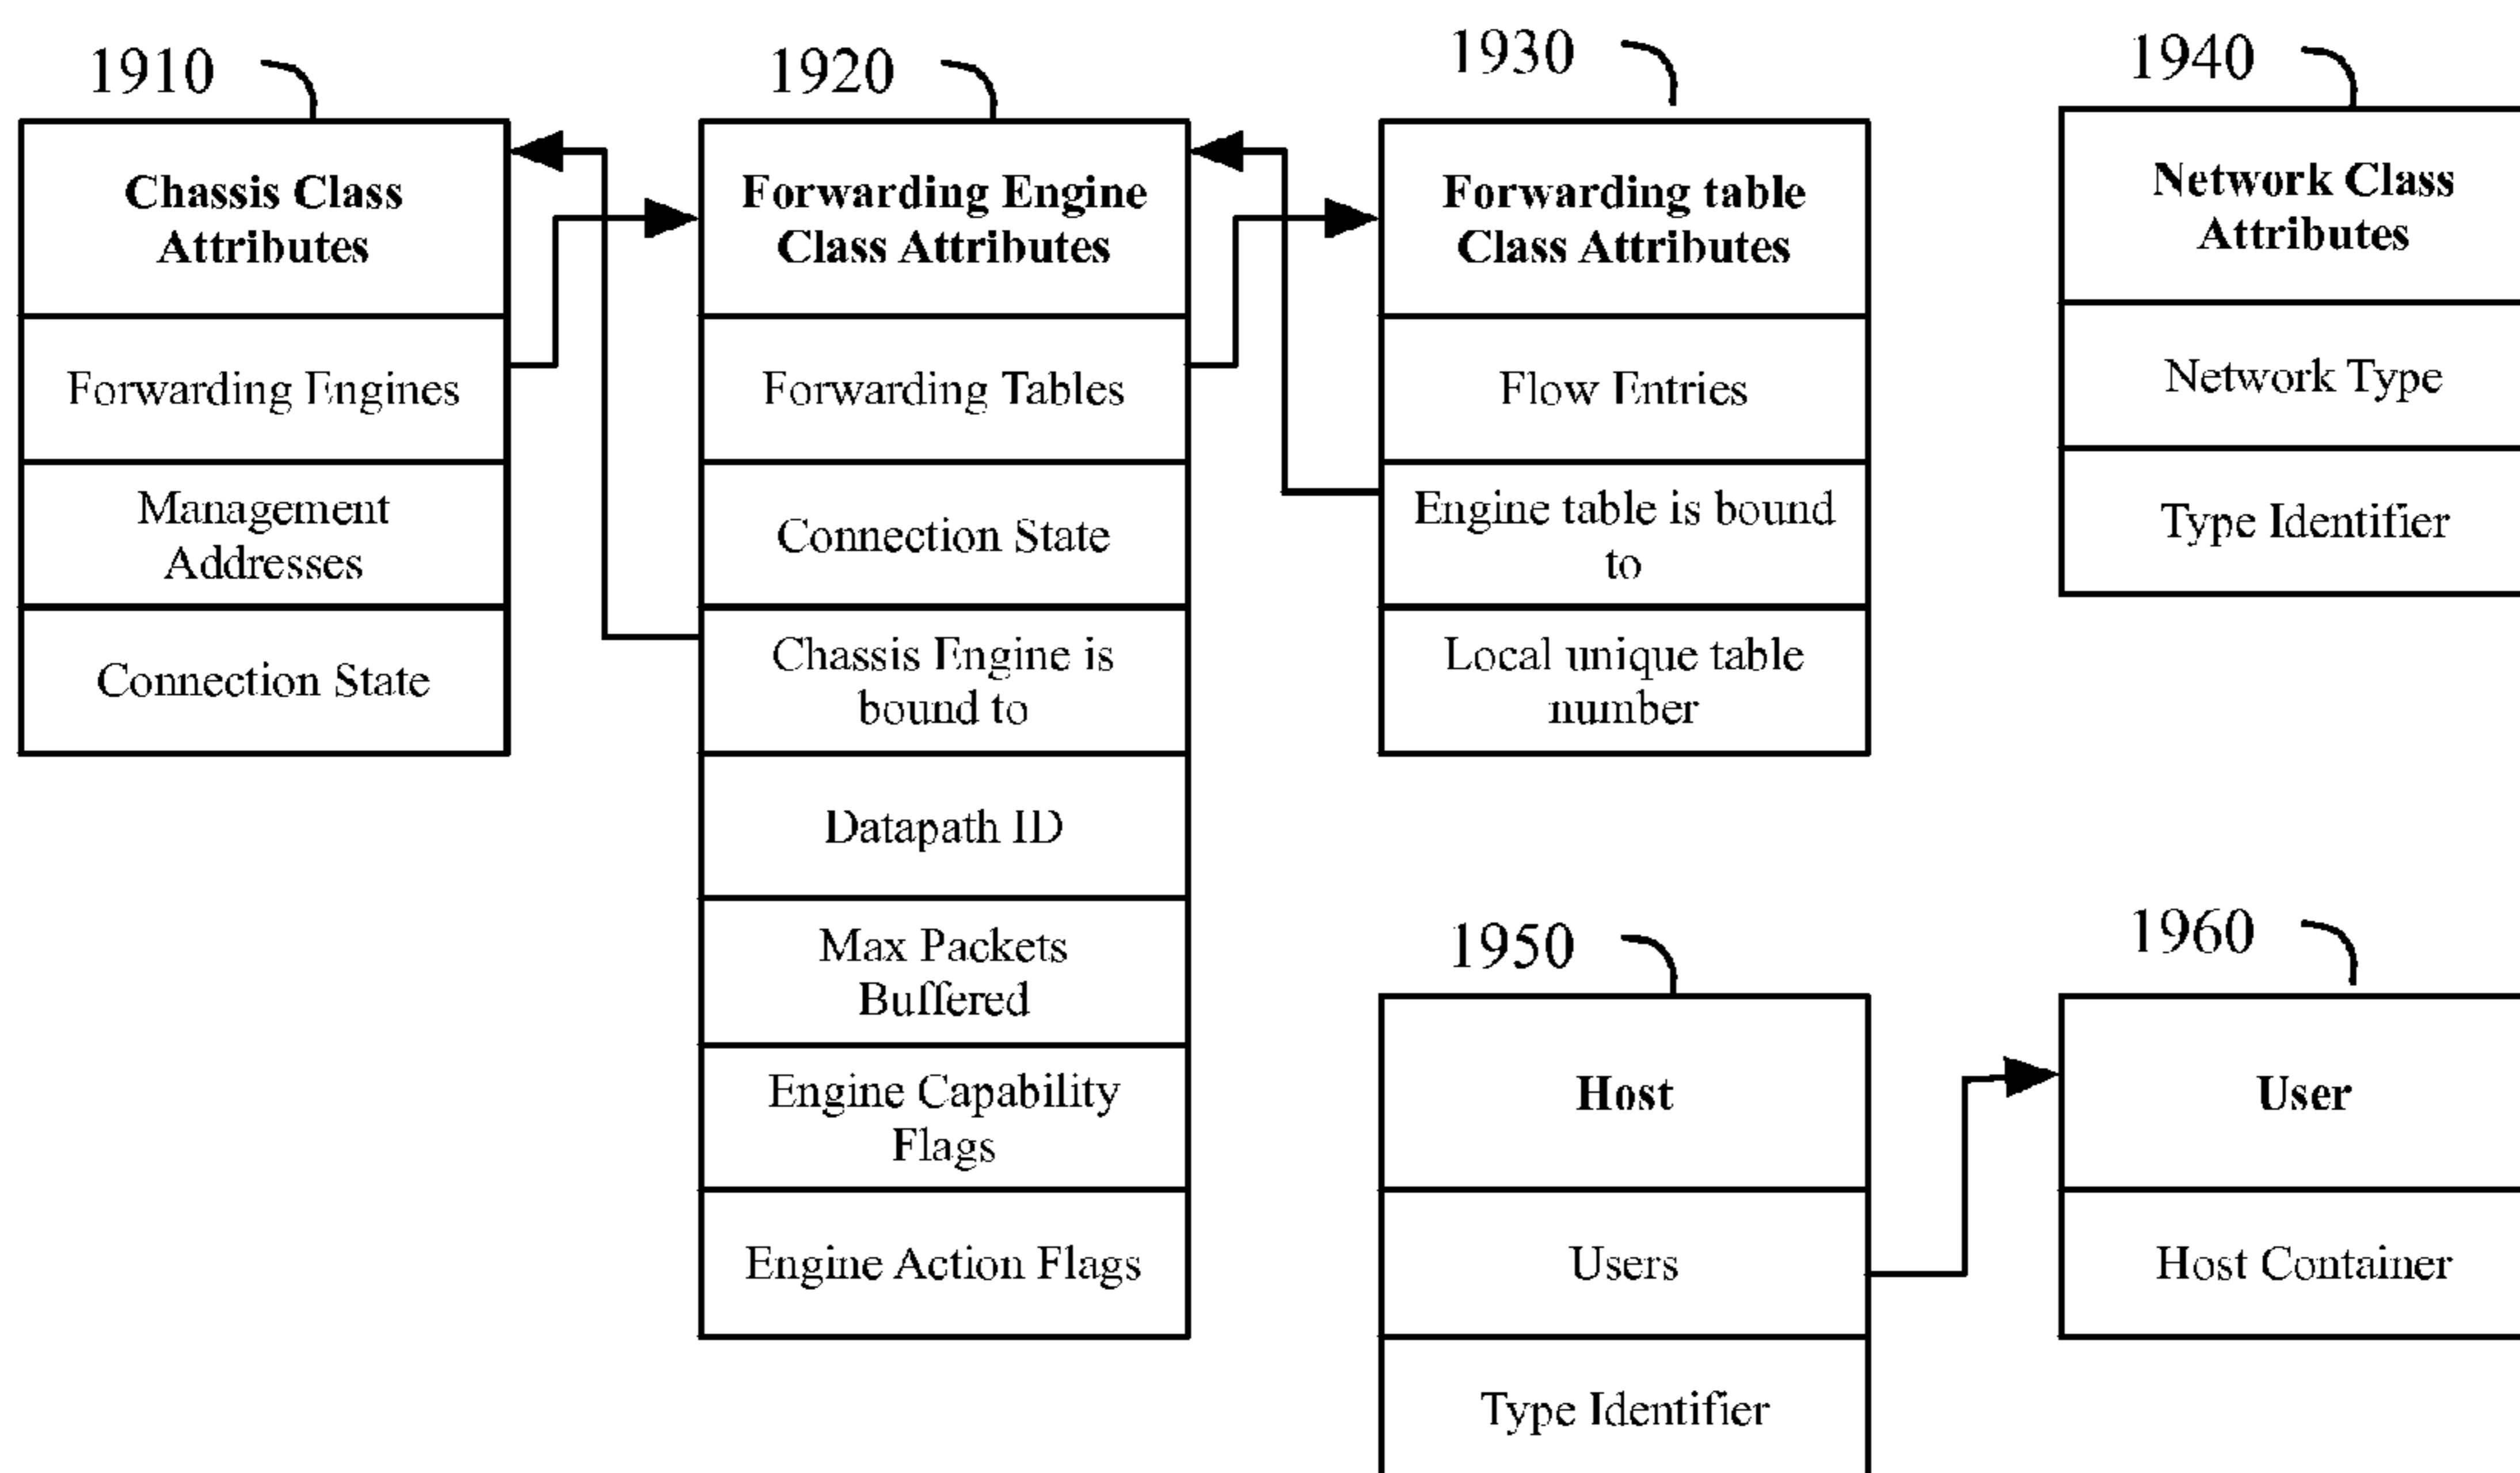 1910
Chassis Class
Attributes
Forwarding Engines
Management
Addresses
Connection State
1920
Forwarding Engine
Class Attributes
Forwarding Tables
Connection State
Chassis Engine is
bound to
Datapath ID
Max Packets
Buffered
Engine Capability
Flags
Engine Action Flags
1930
Forwarding table
Class Attributes
Flow Entries
Engine table is bound
to
Local unique table
number
1940
Network Class
Attributes
Network Type
Type Identifier
1950
Host
Users
Type Identifier
1960
User
Host Container